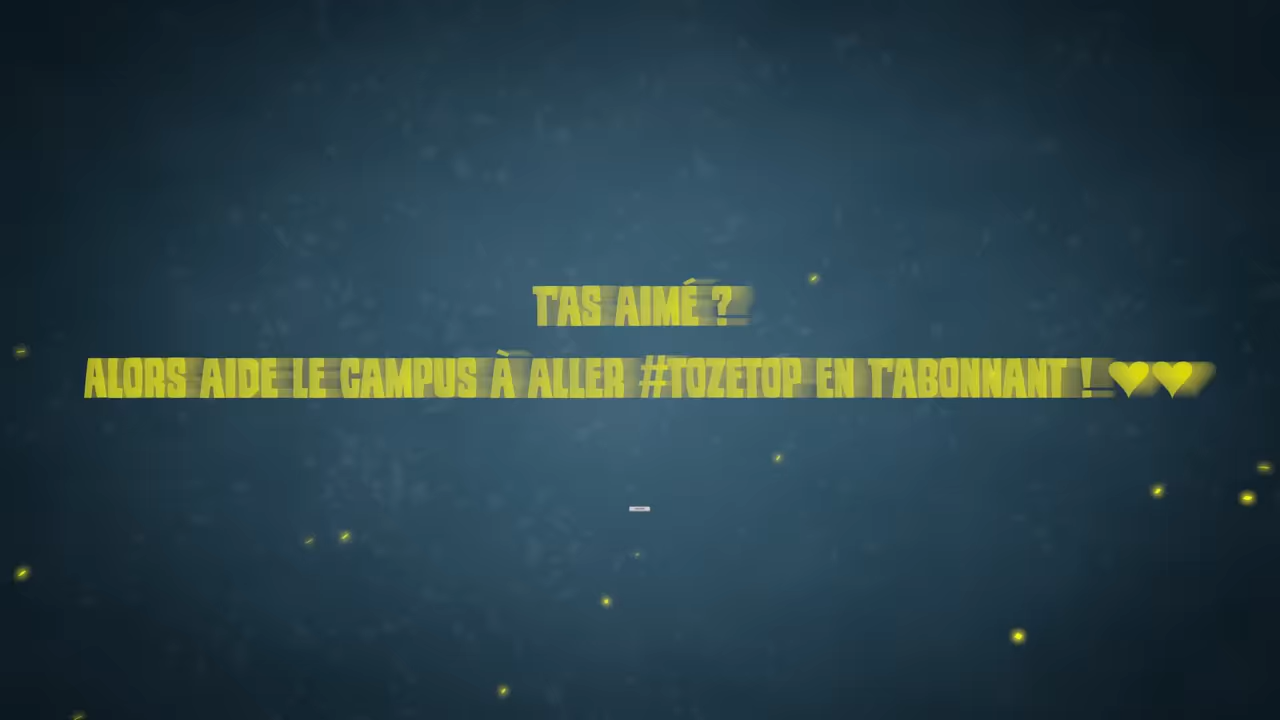 T'AS AIMÉ ?
ALORS AIDE LE CAMPUS À ALLER #TOZETOP EN T'ABONNANT ! ♥♥